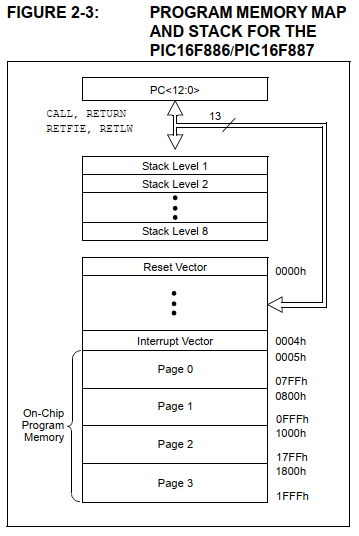 FIGURE 2-3: PROGRAM MEMORY MAP
AND STACK FOR THE
PIC16F886/PIC16F887
PC<12:0>
CALL, RETURN
RETFIE, RETLW
13
Stack Level 1
Stack Level 2
Stack Level 8
Reset Vector
0000h
Interrupt Vector
0004h
0005h
Page 0
07FFh
0800h
Page 1
0FFFh
On-Chip
Program
Memory
1000h
Page 2
17FFh
1800h
Page 3
1FFFh